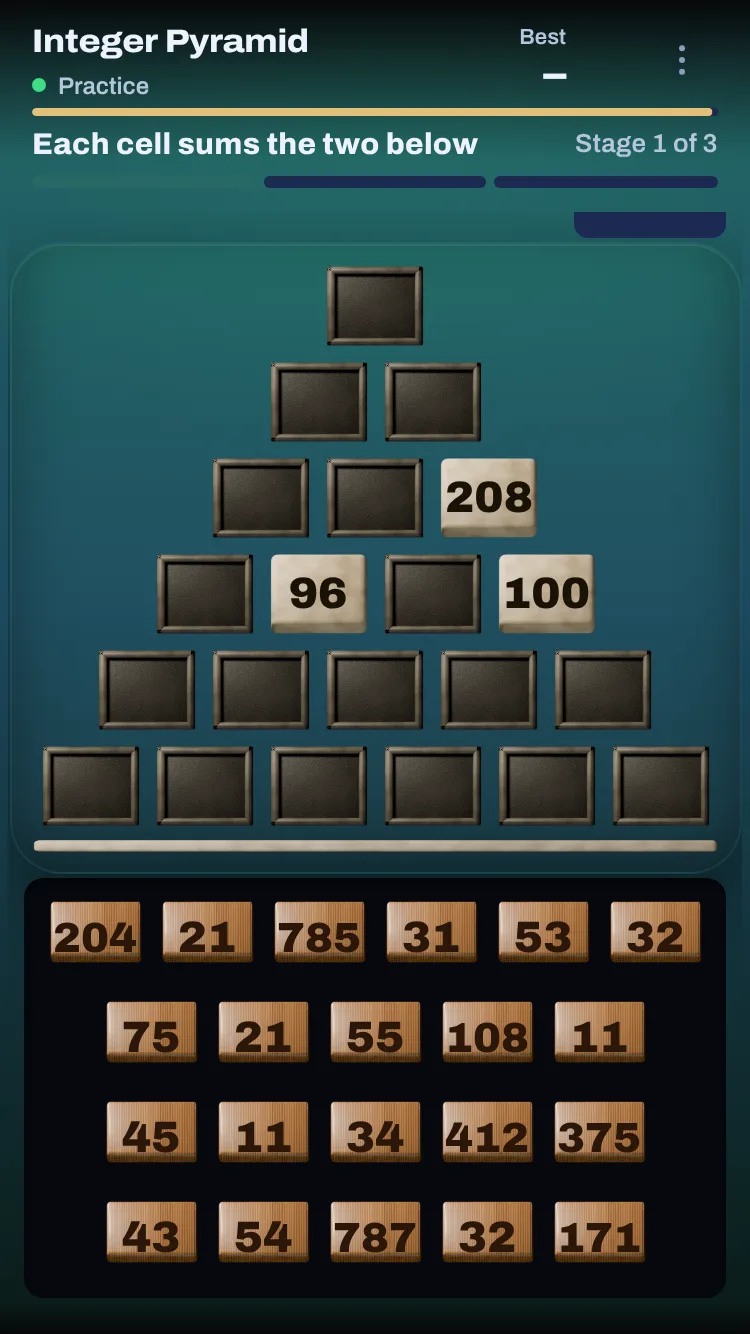 Integer Pyramid
Best
Practice
–
Each cell sums the two below
Stage 1 of 3
208
96 100
204 21 785 31 53 32
75 21 55 108 11
45 11 34 412 375
43 54 787 32 171